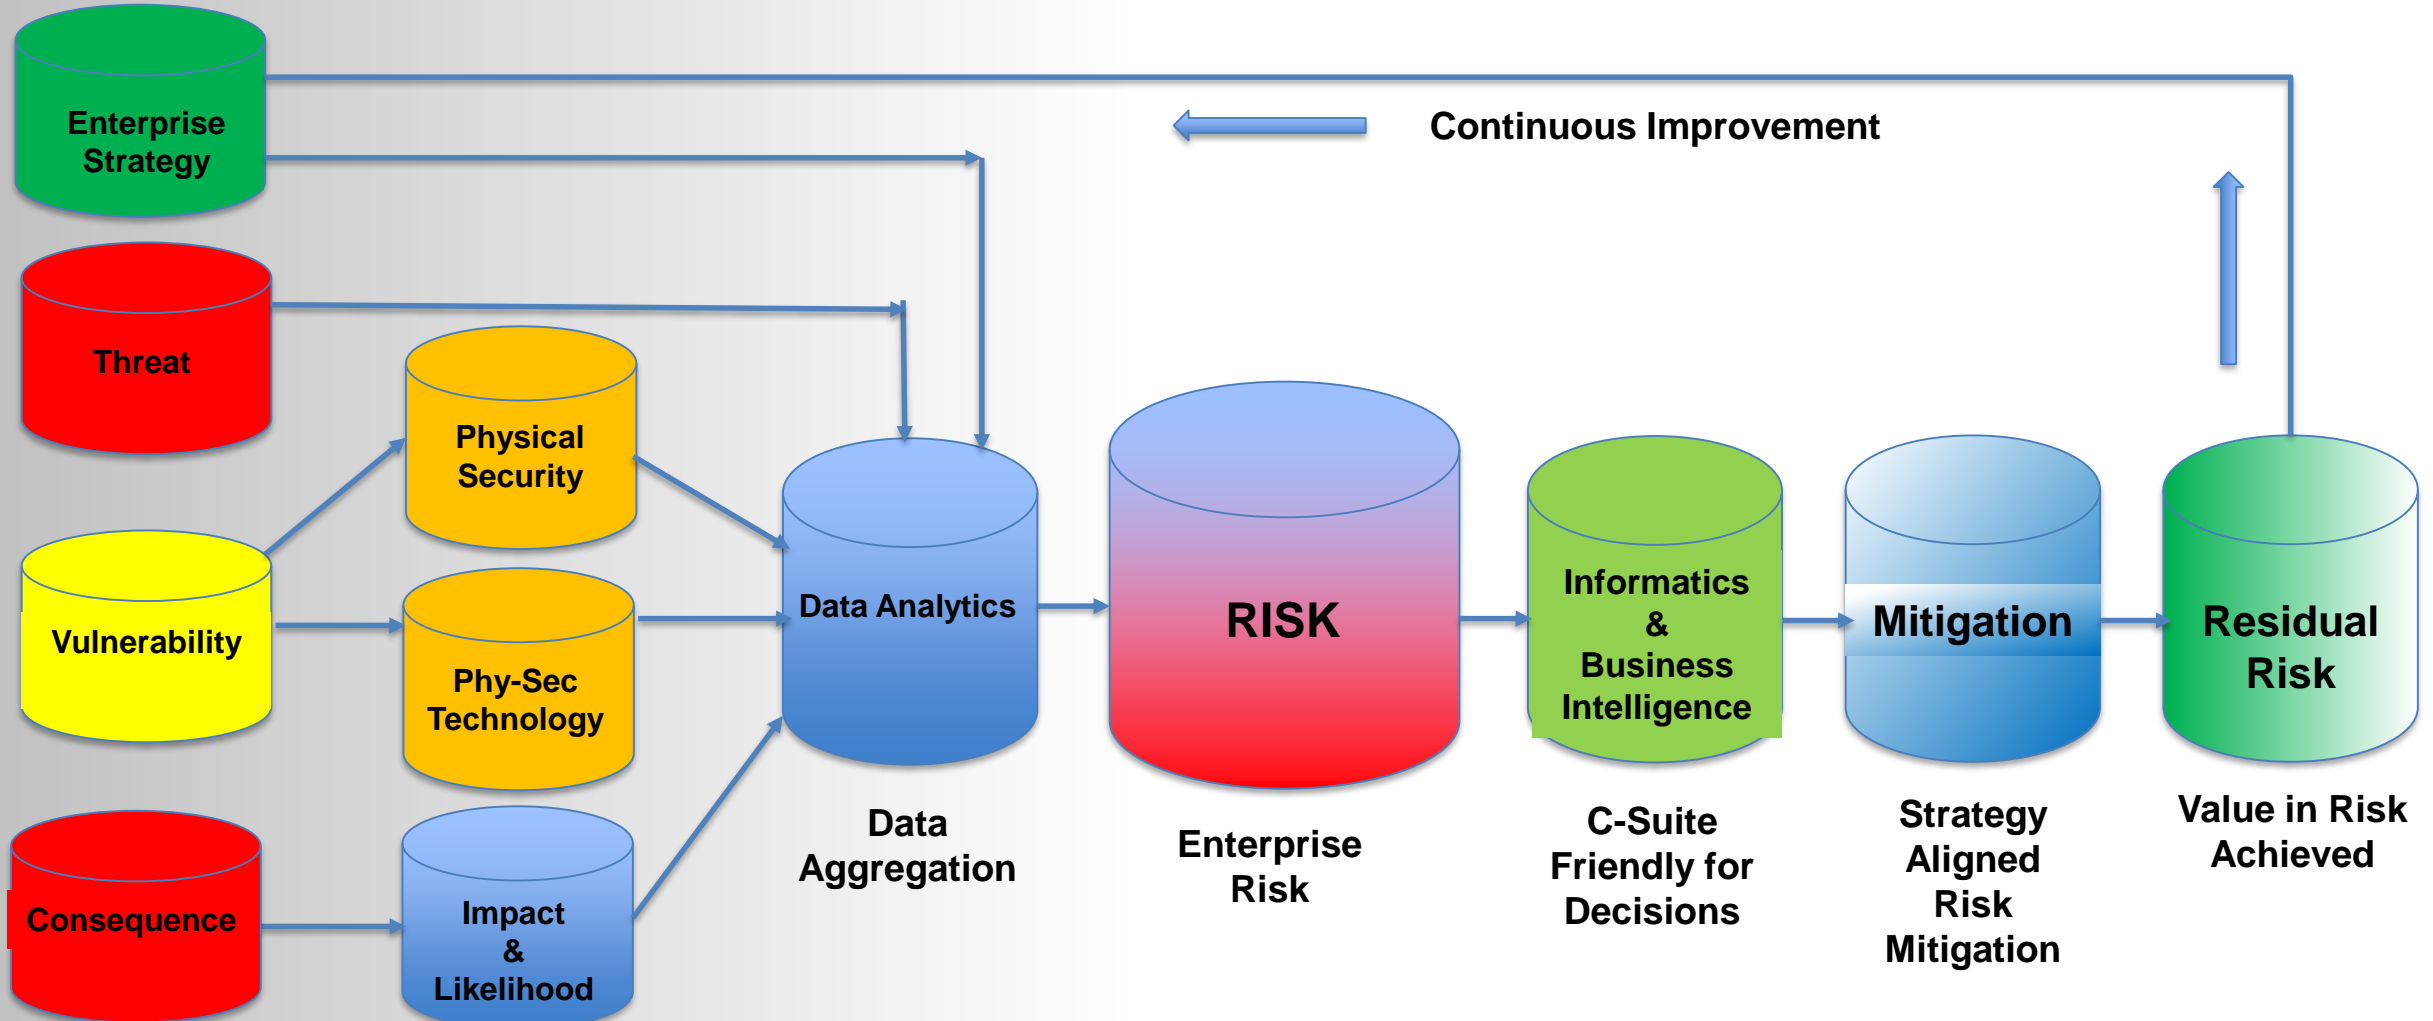 Enterprise
Strategy
Continuous Improvement
Threat
Physical
Security
Vulnerability
Phy-Sec
Technology
Consequence
Impact
&
Likelihood
Data Analytics
Data
Aggregation
RISK
Enterprise
Risk
Informatics
&
Business
Intelligence
C-Suite
Friendly for
Decisions
Mitigation
Strategy
Aligned
Risk
Mitigation
Residual
Risk
Value in Risk
Achieved